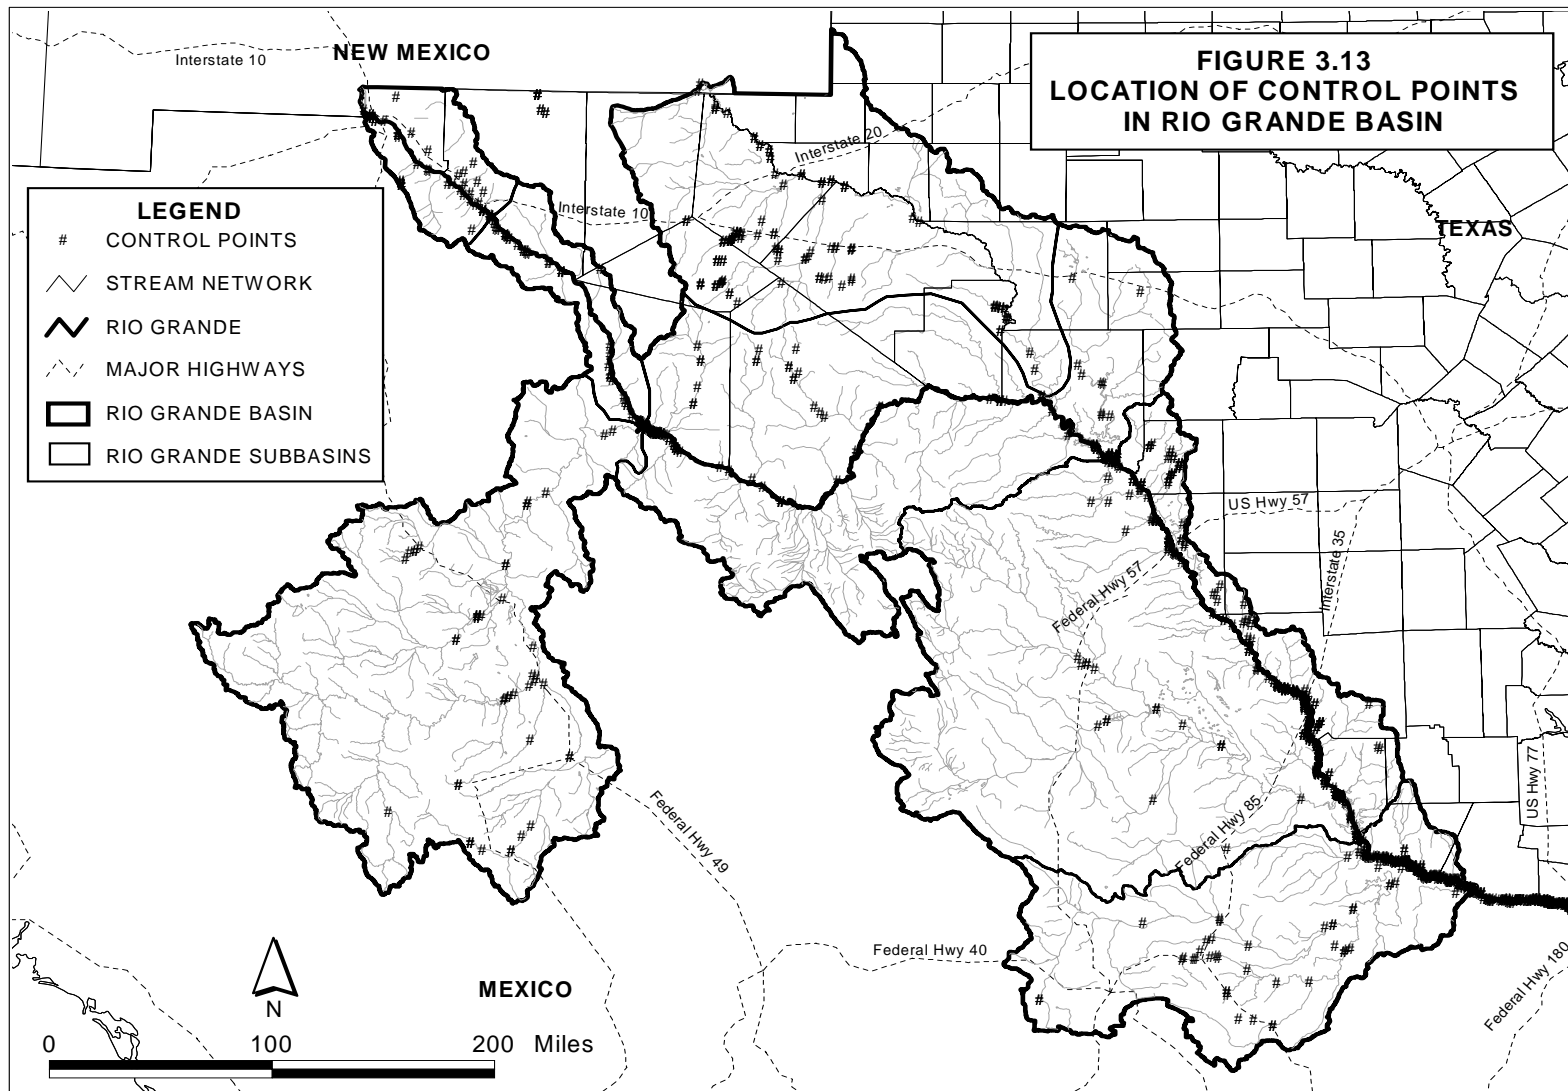 FIGURE 3.13
LOCATION OF CONTROL POINTS
IN RIO GRANDE BASIN
NEW MEXICO
Interstate 10
Interstate 20
Interstate 10
TEXAS
LEGEND
# CONTROL POINTS
STREAM NETWORK
RIO GRANDE
MAJOR HIGHWAYS
RIO GRANDE BASIN
RIO GRANDE SUBBASINS
US Hwy 57
Interstate 35
Federal Hwy 57
US Hwy 77
Federal Hwy 49
Federal Hwy 85
Federal Hwy 40
Federal Hwy 180
MEXICO
N
0 100 200 Miles